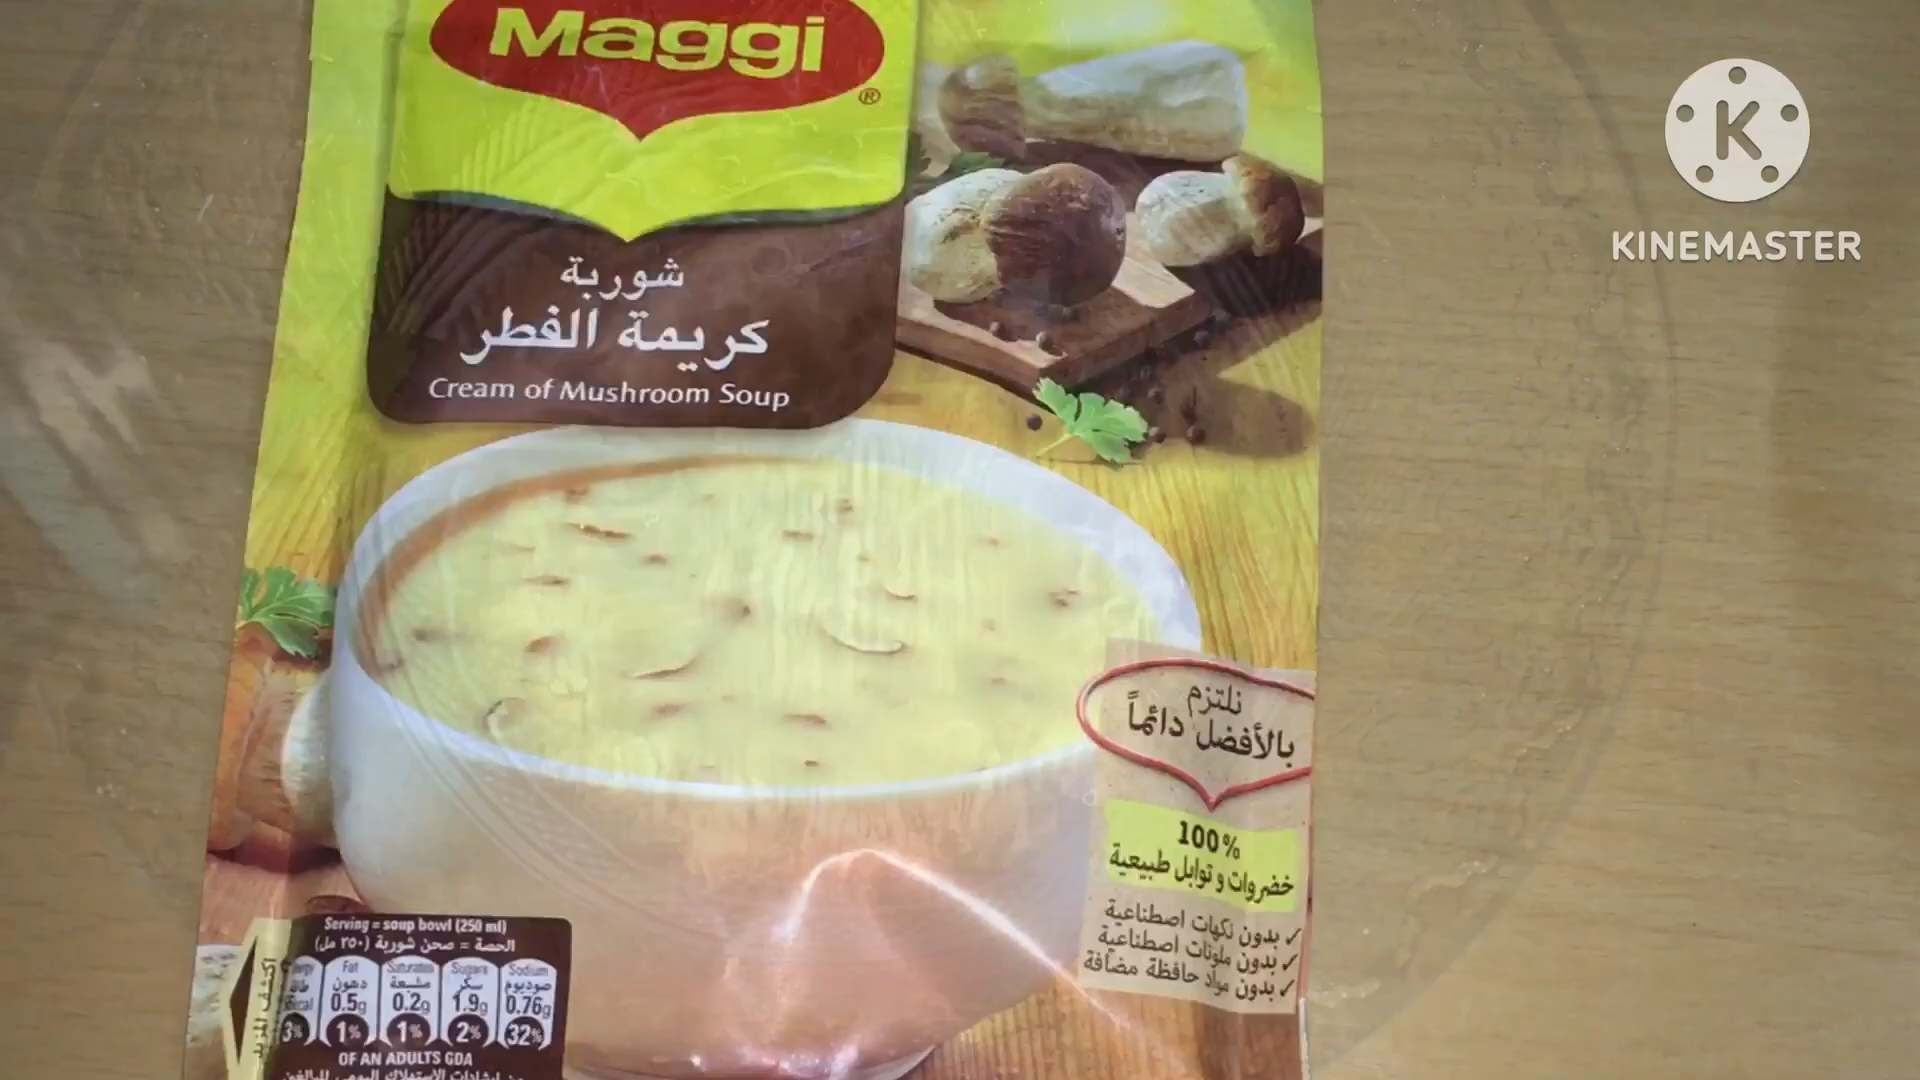 Maggi
®
شوربة
كريمة الفطر
Cream of Mushroom Soup
KINEMASTER
نلتزم
بالأفضل دائماً
100%
خضروات و توابل طبيعية
✓ بدون نكهات اصطناعية
✓ بدون ملونات اصطناعية
✓ بدون مواد حافظة مضافة
اكتشف المزيد
Serving = soup bowl (250 ml)
الحصة = صحن شوربة (٢٥٠ مل)
Fat Saturates Sugars Sodium
دهون مشبعة سكر صوديوم
0.5g 0.2g 1.9g 0.76g
3% 1% 1% 2% 32%
OF AN ADULTS GDA